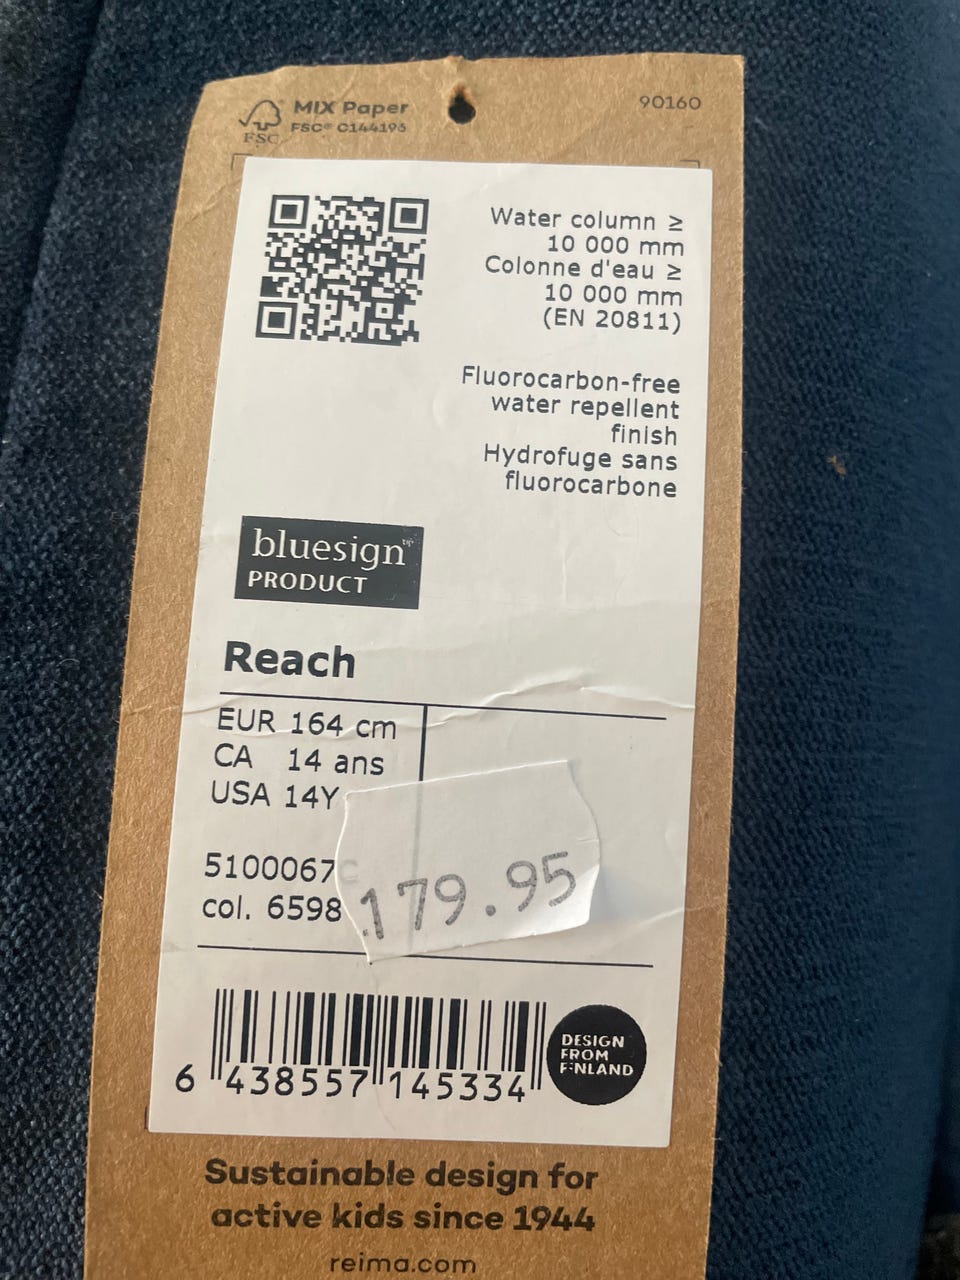 MIX Paper
FSC® C144195
FSC
90160
Water column ≥
10 000 mm
Colonne d'eau ≥
10 000 mm
(EN 20811)
Fluorocarbon-free
water repellent
finish
Hydrofuge sans
fluorocarbone
bluesign
PRODUCT
Reach
EUR 164 cm
CA 14 ans
USA 14Y
col. 6598
179.95
6 438557 145334
DESIGN
FROM
FINLAND
Sustainable design for
active kids since 1944
reima.com